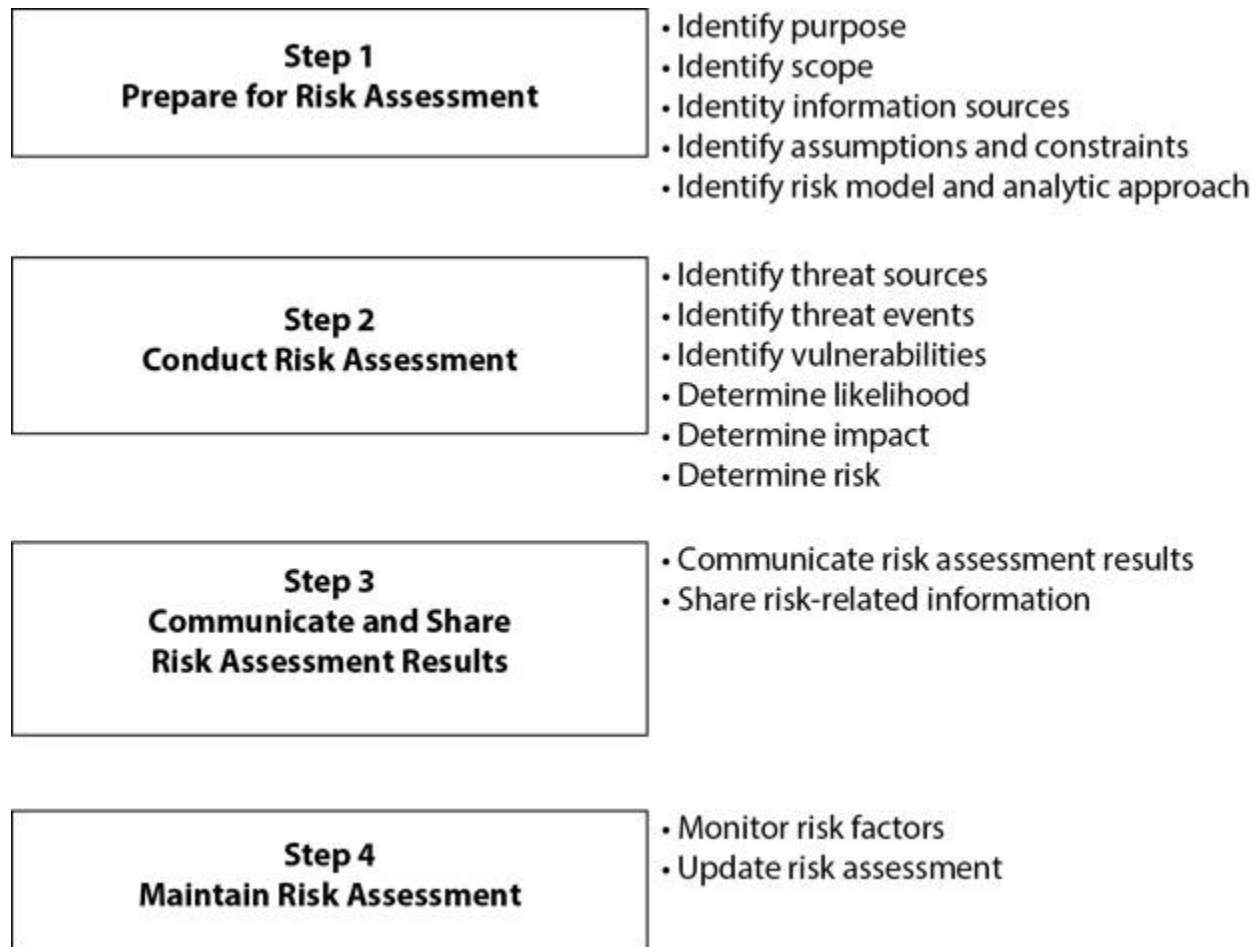 Step 1
Prepare for Risk Assessment
• Identify purpose
• Identify scope
• Identity information sources
• Identify assumptions and constraints
• Identify risk model and analytic approach
Step 2
Conduct Risk Assessment
• Identify threat sources
• Identify threat events
• Identify vulnerabilities
• Determine likelihood
• Determine impact
• Determine risk
Step 3
Communicate and Share
Risk Assessment Results
• Communicate risk assessment results
• Share risk-related information
Step 4
Maintain Risk Assessment
• Monitor risk factors
• Update risk assessment